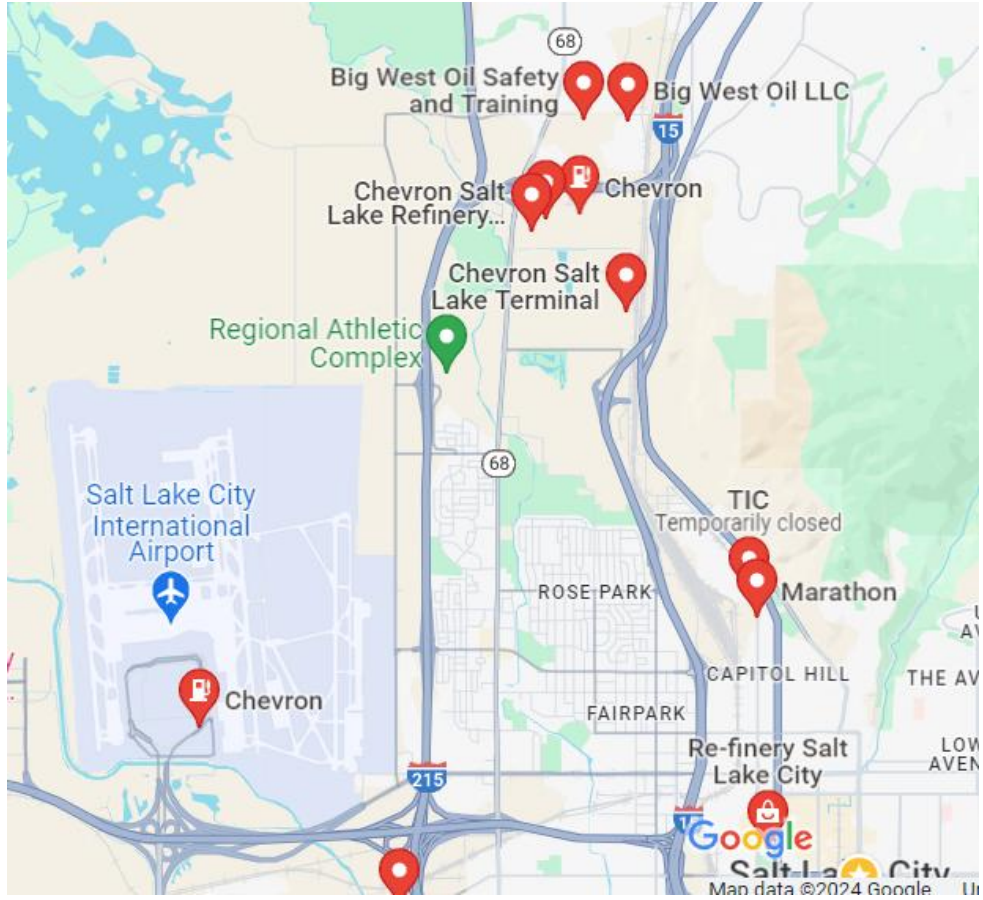 68
Big West Oil Safety
and Training
Big West Oil LLC
15
Chevron Salt
Lake Refinery...
Chevron
Chevron Salt
Lake Terminal
Regional Athletic
Complex
68
Salt Lake City
International
Airport
TIC
Temporarily closed
ROSE PARK
Marathon
CAPITOL HILL
THE AV
Chevron
FAIRPARK
Re-finery Salt
Lake City
LOW
AVEN
215
Google
Salt La City
Map data ©2024 Google